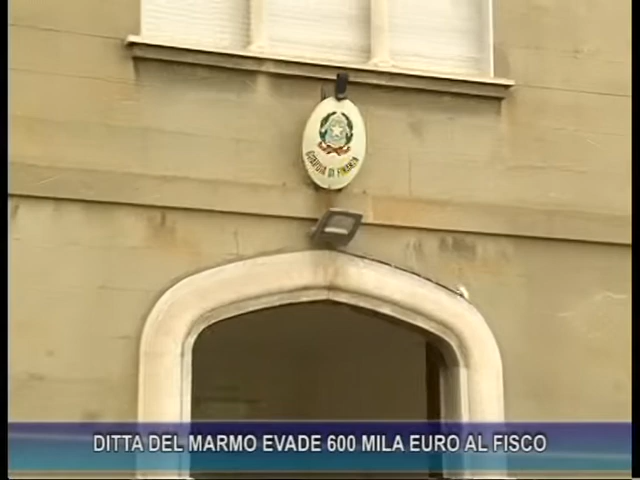 GUARDIA DI FINANZA
DITTA DEL MARMO EVADE 600 MILA EURO AL FISCO